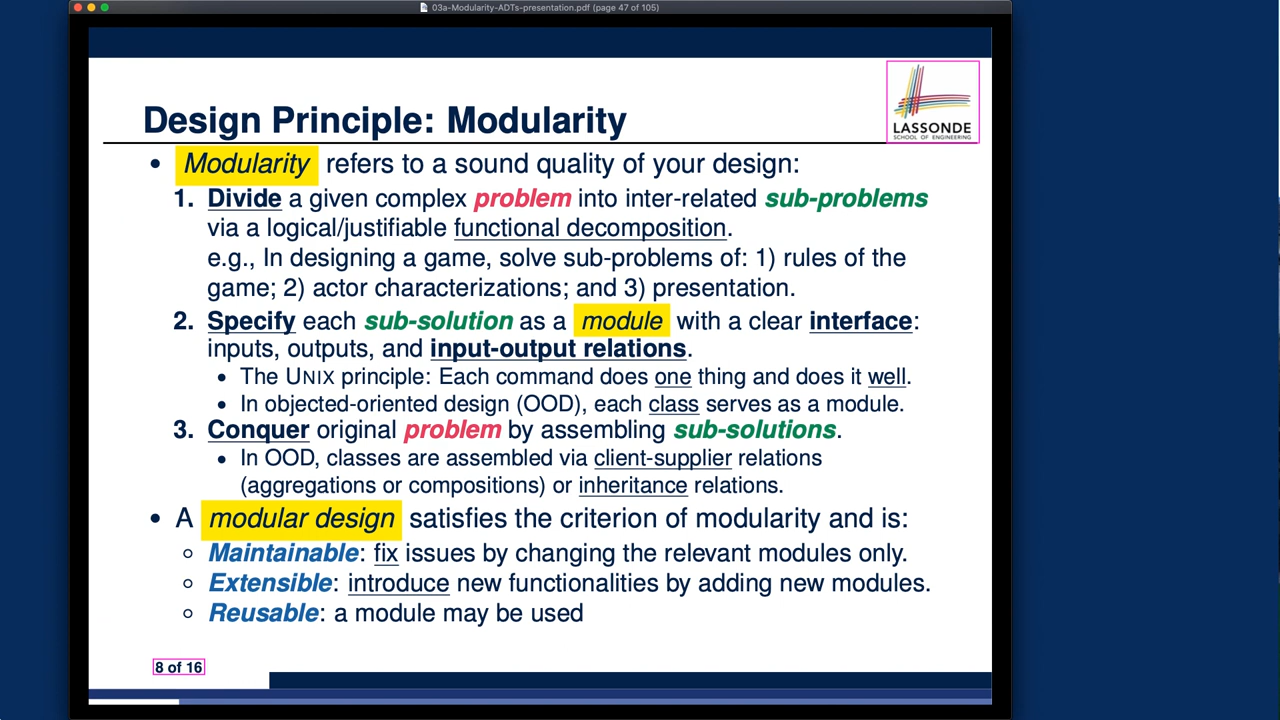 03a-Modularity-ADTs-presentation.pdf (page 47 of 105)
LASSONDE
SCHOOL OF ENGINEERING
Design Principle: Modularity
• Modularity refers to a sound quality of your design:
1. Divide a given complex problem into inter-related sub-problems
via a logical/justifiable functional decomposition.
e.g., In designing a game, solve sub-problems of: 1) rules of the
game; 2) actor characterizations; and 3) presentation.
2. Specify each sub-solution as a module with a clear interface:
inputs, outputs, and input-output relations.
• The UNIX principle: Each command does one thing and does it well.
• In objected-oriented design (OOD), each class serves as a module.
3. Conquer original problem by assembling sub-solutions.
• In OOD, classes are assembled via client-supplier relations
(aggregations or compositions) or inheritance relations.
• A modular design satisfies the criterion of modularity and is:
○ Maintainable: fix issues by changing the relevant modules only.
○ Extensible: introduce new functionalities by adding new modules.
○ Reusable: a module may be used
8 of 16